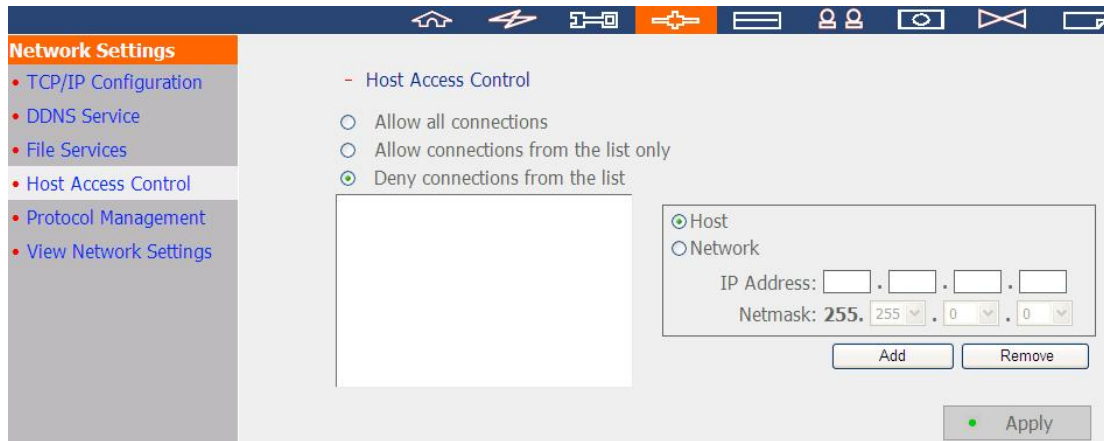 Network Settings
• TCP/IP Configuration
• DDNS Service
• File Services
• Host Access Control
• Protocol Management
• View Network Settings
- Host Access Control
Allow all connections
Allow connections from the list only
Deny connections from the list
Host
Network
IP Address: . . .
Netmask: 255. 255 . 0 . 0
Add Remove
Apply